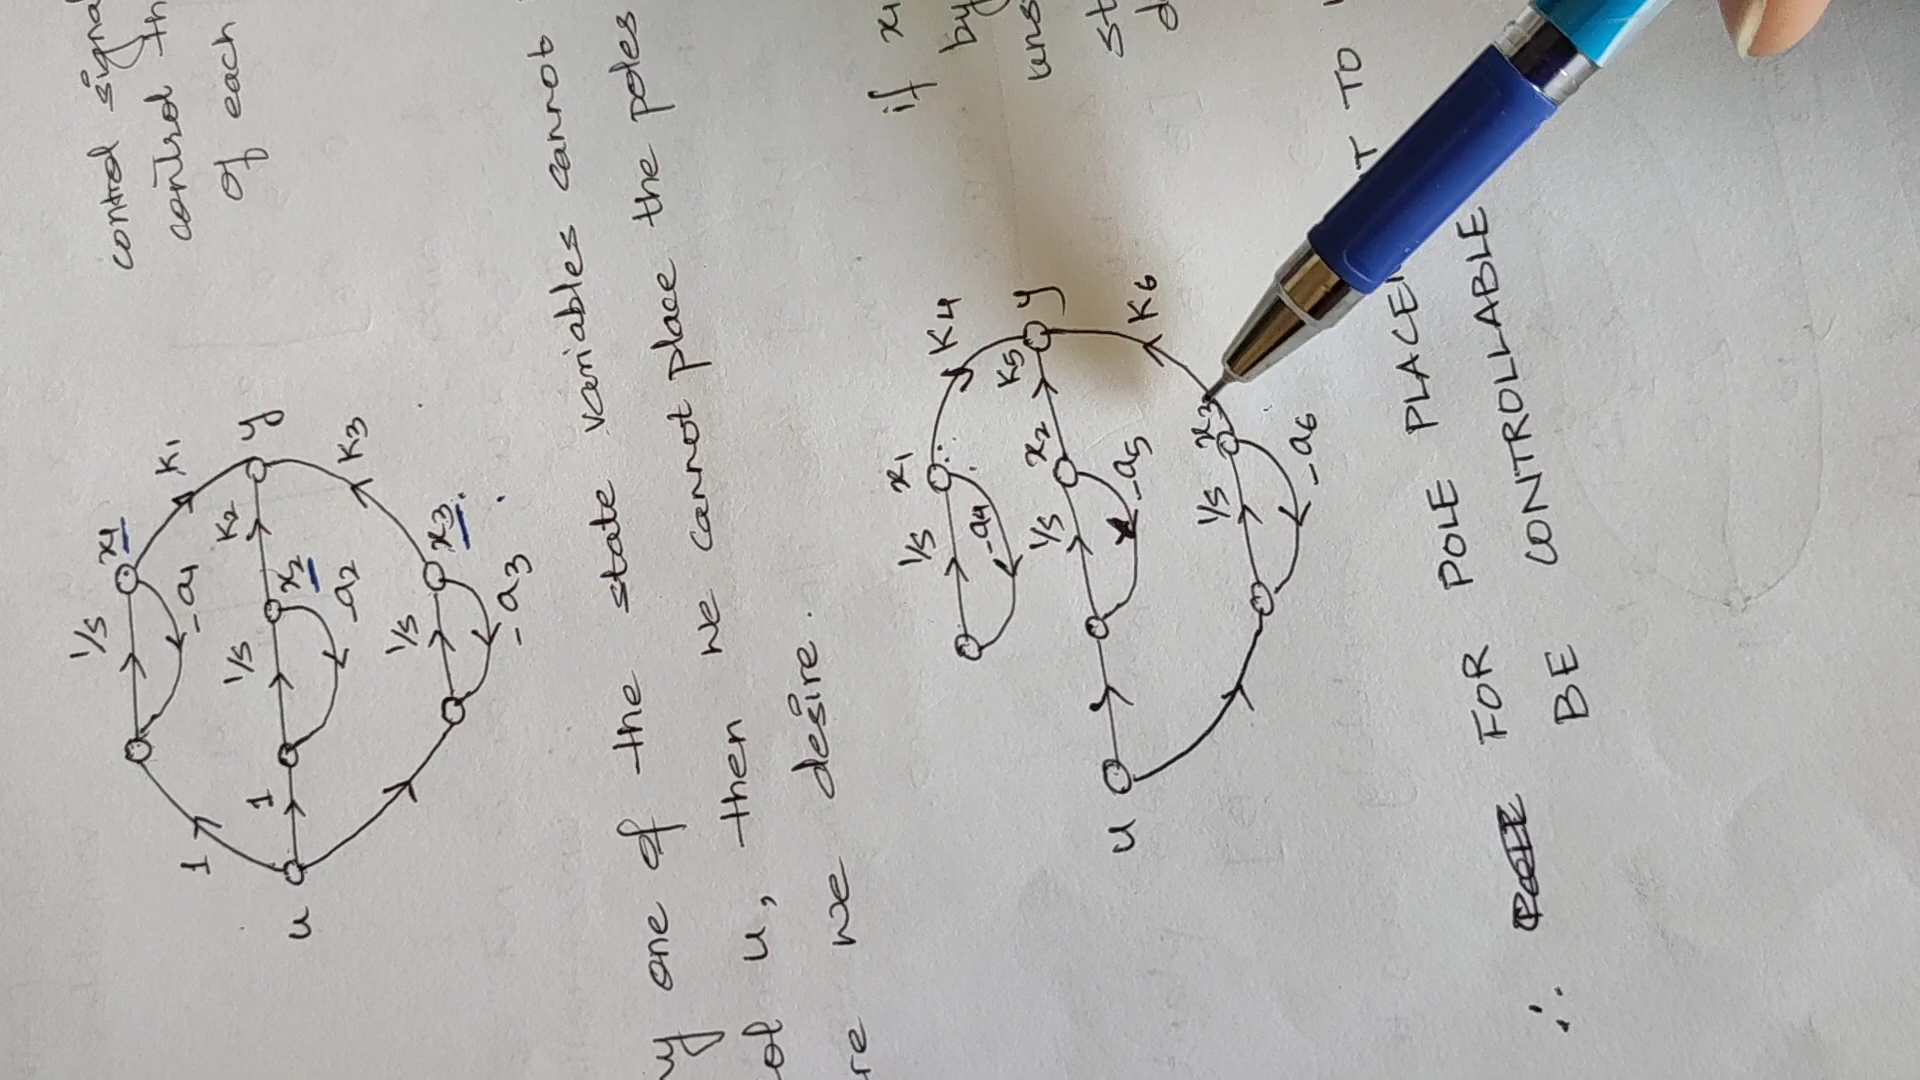 control signal
control th
of each
1/s x1 K1
1 -a1
u 1 1/s x2 K2 y
-a2
1/s x3 K3
-a3
y one of the state variables cannot
of u, then we cannot place the poles
re we desire.
if x1
by
uns
st
d
1/s x1 K4
-a4
u 1/s x2 K5 y
-a5
1/s x3 K6
-a6
∴ FOR POLE PLACE T TO
BE CONTROLLABLE